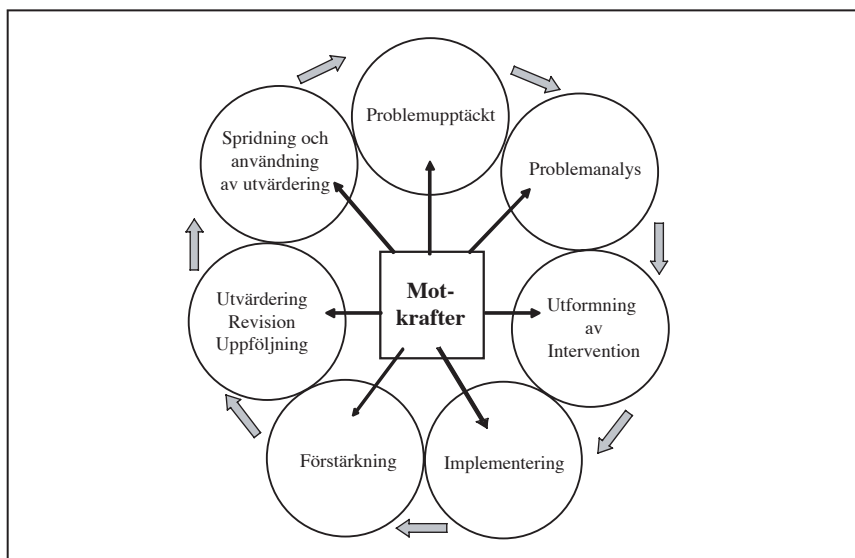 Problemupptäckt
Problemanalys
Utformning
av
Intervention
Implementering
Förstärkning
Utvärdering
Revision
Uppföljning
Spridning och
användning
av utvärdering
Mot-
krafter